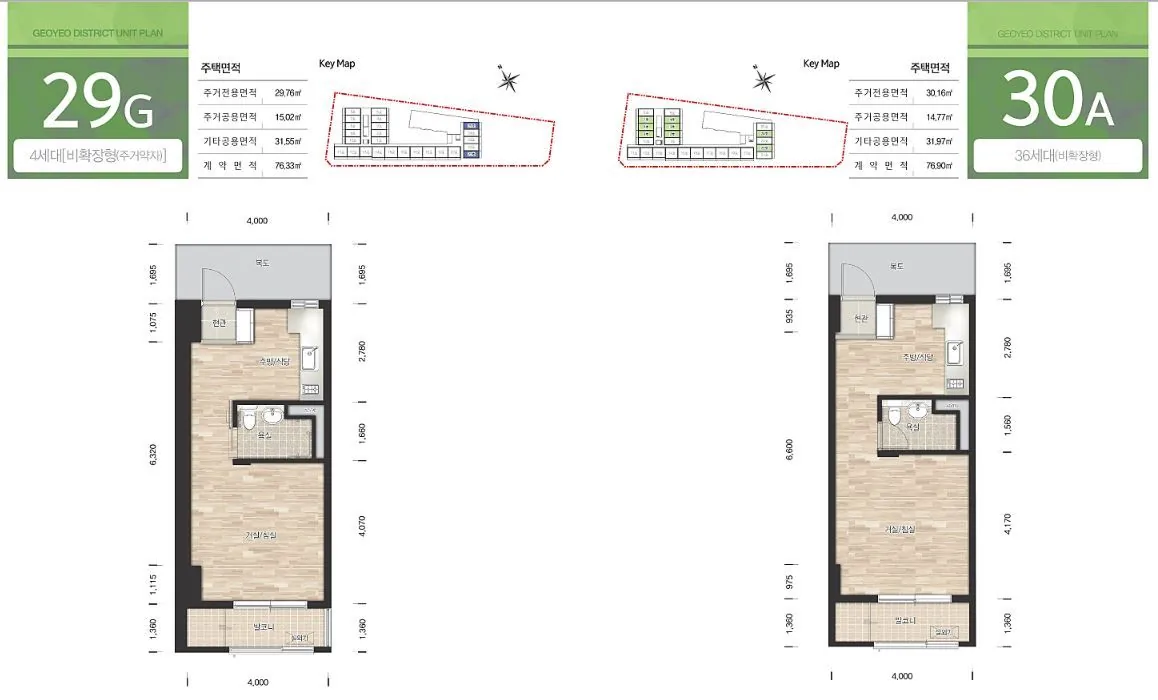 GEOYEO DISTRICT UNIT PLAN
29G
4세대[비확장형(주거약자)]
주택면적
주거전용면적 29,76㎡
주거공용면적 15,02㎡
기타공용면적 31,55㎡
계 약 면 적 76,33㎡
Key Map
N
Key Map
N
주택면적
주거전용면적 30,16㎡
주거공용면적 14,77㎡
기타공용면적 31,97㎡
계 약 면 적 76,90㎡
GEOYEO DISTRICT UNIT PLAN
30A
36세대(비확장형)
4,000
1,695
1,075
6,320
1,115
1,360
복도
현관
주방/식당
욕실
거실/침실
발코니
실외기
1,695
2,780
1,660
4,070
1,360
4,000
4,000
1,695
935
6,600
975
1,360
복도
현관
주방/식당
욕실
거실/침실
발코니
실외기
1,695
2,780
1,560
4,170
1,360
4,000